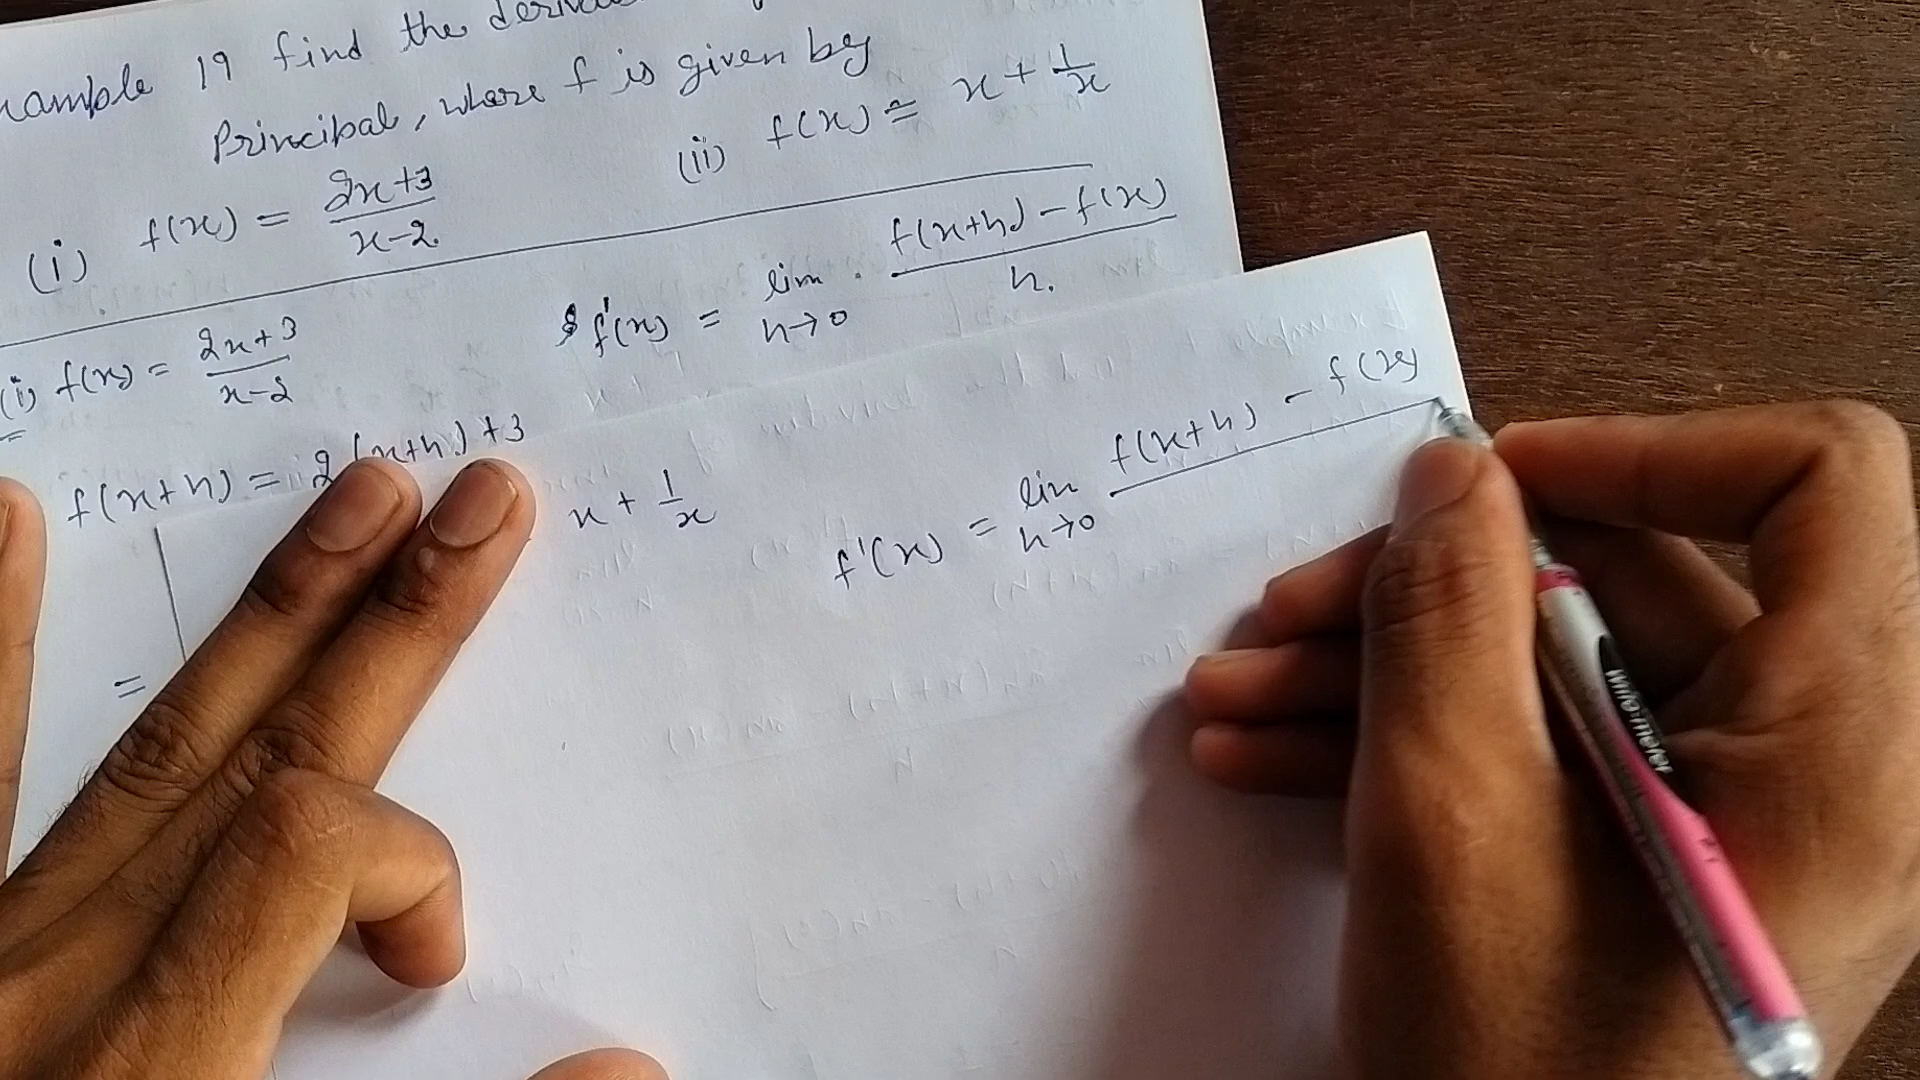 19 find the
Principal, where f is given by
(i) f(x) = 2x+3 / x-2
(ii) f(x) = x + 1/x
(i) f(x) = 2x+3 / x-2
f'(x) = lim h→0 f(x+h) - f(x) / h.
f(x+h) = 2(x+h)+3
=
x + 1/x
f'(x) = lim h→0 f(x+h) - f(x)